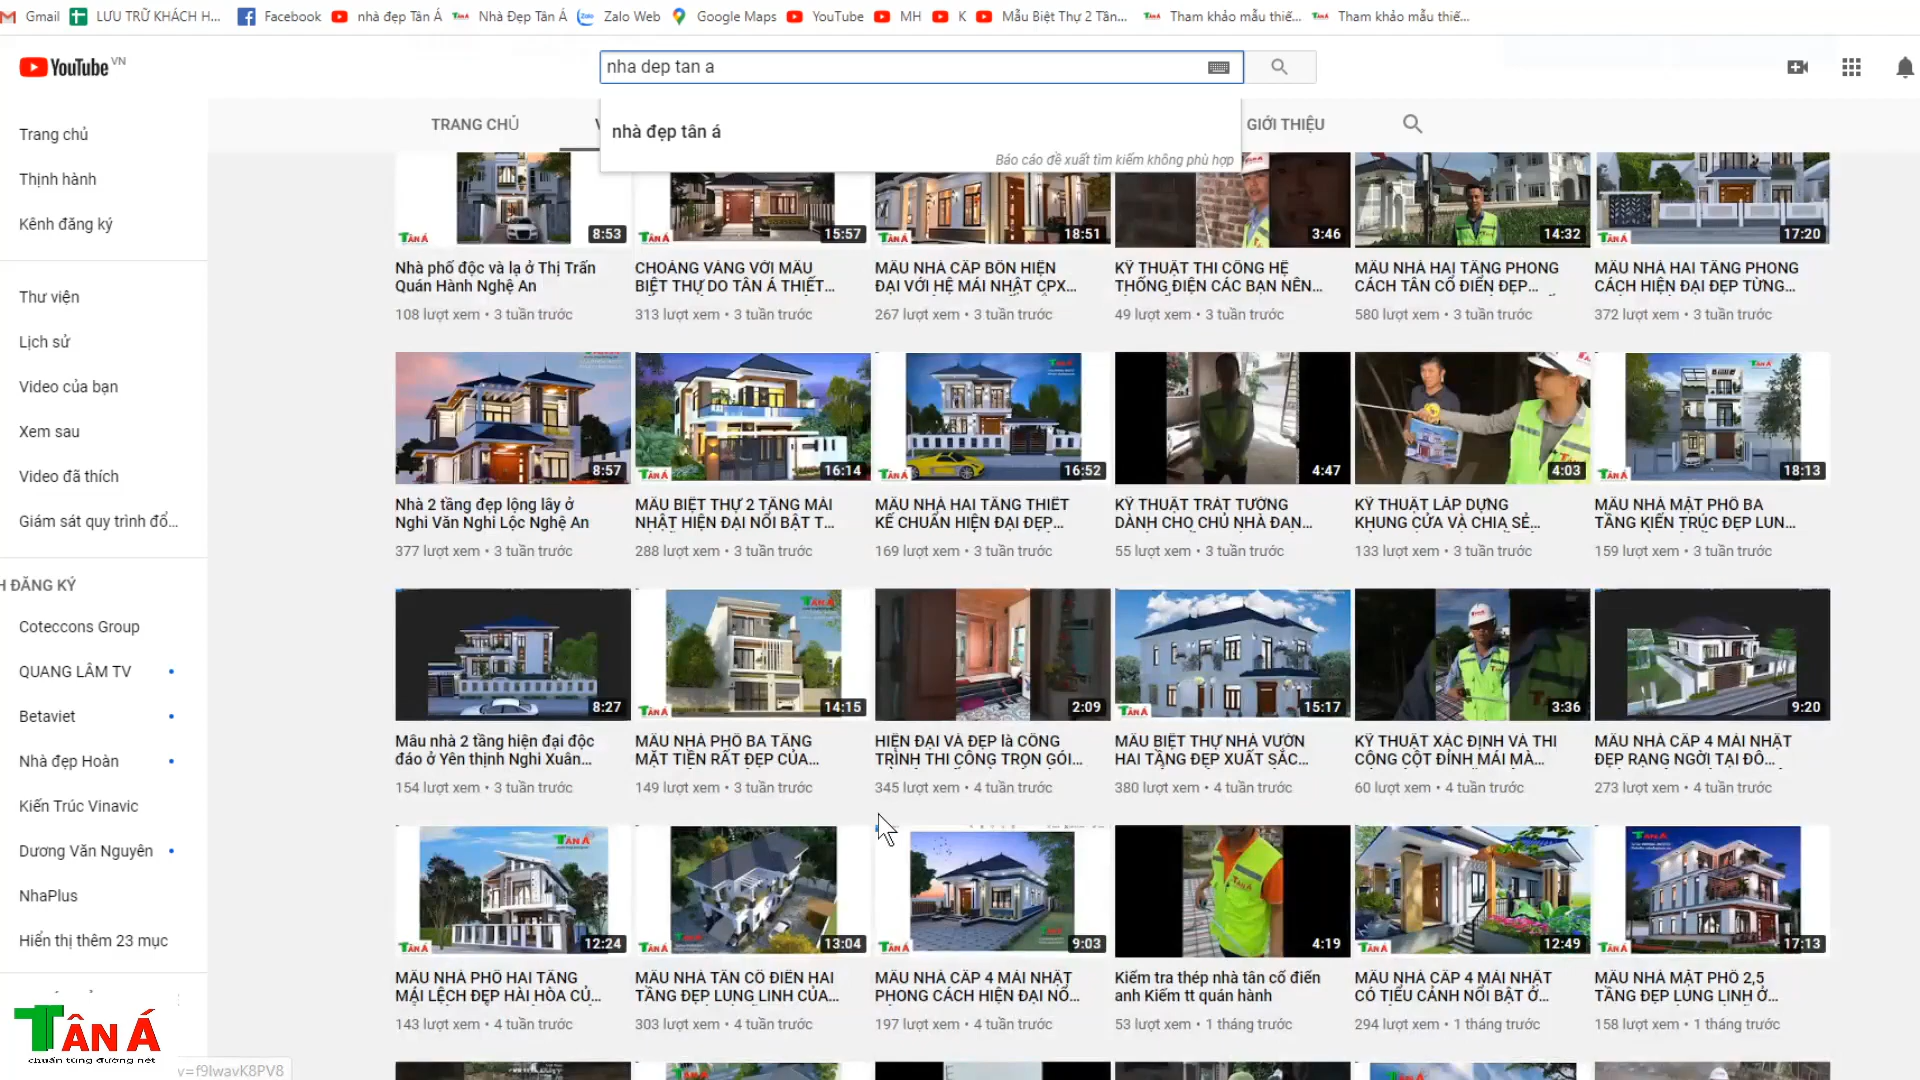 Gmail
LƯU TRỮ KHÁCH H...
Facebook
nhà đẹp Tân Á
Nhà Đẹp Tân Á
Zalo Web
Google Maps
YouTube
MH
K
Mẫu Biệt Thự 2 Tân...
Tham khảo mẫu thiế...
Tham khảo mẫu thiế...
YouTube VN
nha dep tan a
nhà đẹp tân á
Báo cáo đề xuất tìm kiếm không phù hợp
TRANG CHỦ
GIỚI THIỆU
Trang chủ
Thịnh hành
Kênh đăng ký
Thư viện
Lịch sử
Video của bạn
Xem sau
Video đã thích
Giám sát quy trình đổ...
H ĐĂNG KÝ
Coteccons Group
QUANG LÂM TV
Betaviet
Nhà đẹp Hoàn
Kiến Trúc Vinavic
Dương Văn Nguyên
NhaPlus
Hiển thị thêm 23 mục
TÂN Á
chuẩn từng đường nét
v=f9IwavK8PV8
8:53
15:57
18:51
3:46
14:32
17:20
Nhà phố độc và lạ ở Thị Trấn
Quán Hành Nghệ An
108 lượt xem • 3 tuần trước
CHOÁNG VÁNG VỚI MẪU
BIỆT THỰ DO TÂN Á THIẾT...
313 lượt xem • 3 tuần trước
MẪU NHÀ CẤP BỐN HIỆN
ĐẠI VỚI HỆ MÁI NHẬT CPX...
267 lượt xem • 3 tuần trước
KỸ THUẬT THI CÔNG HỆ
THỐNG ĐIỆN CÁC BẠN NÊN...
49 lượt xem • 3 tuần trước
MẪU NHÀ HAI TẦNG PHONG
CÁCH TÂN CỔ ĐIỂN ĐẸP...
580 lượt xem • 3 tuần trước
MẪU NHÀ HAI TẦNG PHONG
CÁCH HIỆN ĐẠI ĐẸP TỪNG...
372 lượt xem • 3 tuần trước
8:57
16:14
16:52
4:47
4:03
18:13
Nhà 2 tầng đẹp lộng lẫy ở
Nghi Văn Nghi Lộc Nghệ An
377 lượt xem • 3 tuần trước
MẪU BIỆT THỰ 2 TẦNG MÁI
NHẬT HIỆN ĐẠI NỔI BẬT T...
288 lượt xem • 3 tuần trước
MẪU NHÀ HAI TẦNG THIẾT
KẾ CHUẨN HIỆN ĐẠI ĐẸP...
169 lượt xem • 3 tuần trước
KỸ THUẬT TRÁT TƯỜNG
DÀNH CHO CHỦ NHÀ ĐAN...
55 lượt xem • 3 tuần trước
KỸ THUẬT LẮP DỰNG
KHUNG CỬA VÀ CHIA SẺ...
133 lượt xem • 3 tuần trước
MẪU NHÀ MẶT PHỐ BA
TẦNG KIẾN TRÚC ĐẸP LUN...
159 lượt xem • 3 tuần trước
8:27
14:15
2:09
15:17
3:36
9:20
Mẫu nhà 2 tầng hiện đại độc
đáo ở Yên thịnh Nghi Xuân...
154 lượt xem • 3 tuần trước
MẪU NHÀ PHỐ BA TẦNG
MẶT TIỀN RẤT ĐẸP CỦA...
149 lượt xem • 3 tuần trước
HIỆN ĐẠI VÀ ĐẸP là CÔNG
TRÌNH THI CÔNG TRỌN GÓI...
345 lượt xem • 4 tuần trước
MẪU BIỆT THỰ NHÀ VƯỜN
HAI TẦNG ĐẸP XUẤT SẮC...
380 lượt xem • 4 tuần trước
KỸ THUẬT XÁC ĐỊNH VÀ THI
CÔNG CỘT ĐỈNH MÁI MÀ...
60 lượt xem • 4 tuần trước
MẪU NHÀ CẤP 4 MÁI NHẬT
ĐẸP RẠNG NGỜI TẠI ĐÔ...
273 lượt xem • 4 tuần trước
12:24
13:04
9:03
4:19
12:49
17:13
MẪU NHÀ PHỐ HAI TẦNG
MÁI LỆCH ĐẸP HÀI HÒA CỦ...
143 lượt xem • 4 tuần trước
MẪU NHÀ TÂN CỔ ĐIỂN HAI
TẦNG ĐẸP LUNG LINH CỦA...
303 lượt xem • 4 tuần trước
MẪU NHÀ CẤP 4 MÁI NHẬT
PHONG CÁCH HIỆN ĐẠI NỔ...
197 lượt xem • 4 tuần trước
Kiểm tra thép nhà tân cổ điển
anh Kiếm tt quán hành
53 lượt xem • 1 tháng trước
MẪU NHÀ CẤP 4 MÁI NHẬT
CÓ TIỂU CẢNH NỔI BẬT Ở...
294 lượt xem • 1 tháng trước
MẪU NHÀ MẶT PHỐ 2,5
TẦNG ĐẸP LUNG LINH Ở...
158 lượt xem • 1 tháng trước